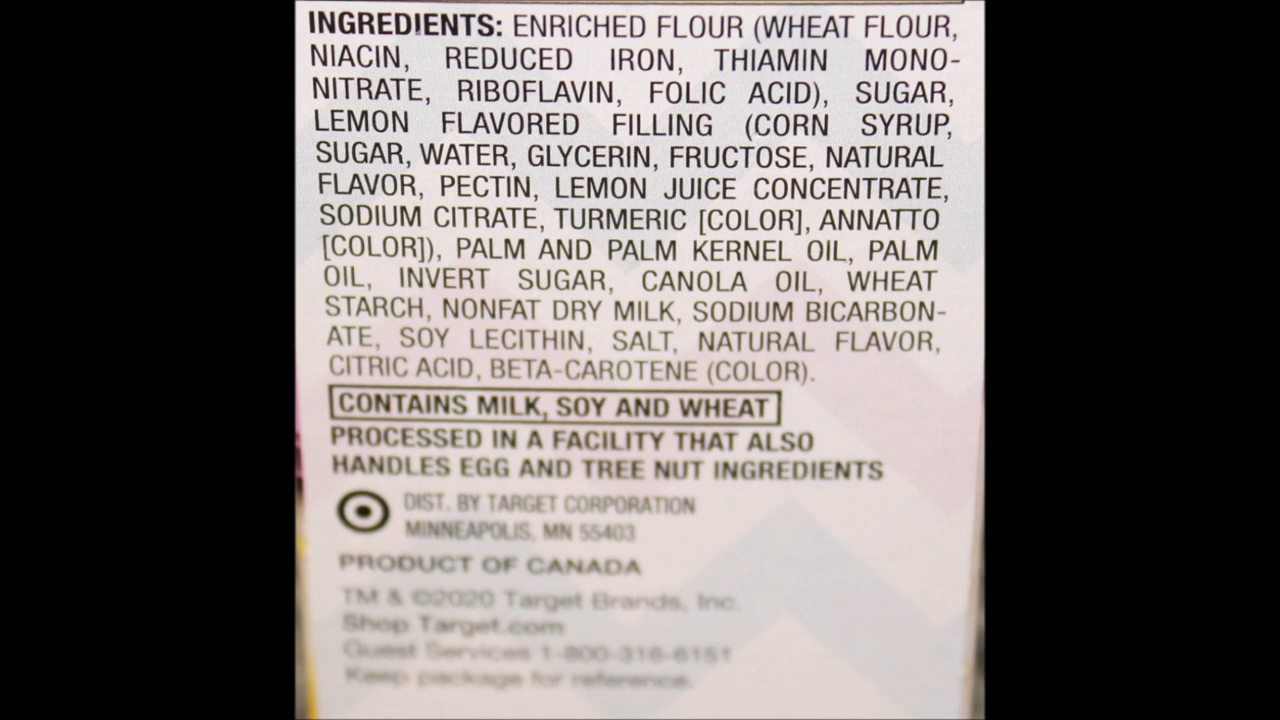 INGREDIENTS: ENRICHED FLOUR (WHEAT FLOUR,
NIACIN, REDUCED IRON, THIAMIN MONO-
NITRATE, RIBOFLAVIN, FOLIC ACID), SUGAR,
LEMON FLAVORED FILLING (CORN SYRUP,
SUGAR, WATER, GLYCERIN, FRUCTOSE, NATURAL
FLAVOR, PECTIN, LEMON JUICE CONCENTRATE,
SODIUM CITRATE, TURMERIC [COLOR], ANNATTO
[COLOR]), PALM AND PALM KERNEL OIL, PALM
OIL, INVERT SUGAR, CANOLA OIL, WHEAT
STARCH, NONFAT DRY MILK, SODIUM BICARBON-
ATE, SOY LECITHIN, SALT, NATURAL FLAVOR,
CITRIC ACID, BETA-CAROTENE (COLOR).
CONTAINS MILK, SOY AND WHEAT
PROCESSED IN A FACILITY THAT ALSO
HANDLES EGG AND TREE NUT INGREDIENTS
DIST. BY TARGET CORPORATION
MINNEAPOLIS, MN 55403
PRODUCT OF CANADA
TM & ©2020 Target Brands, Inc.
Shop Target.com
Guest Services 1-800-316-6151
Keep package for reference.